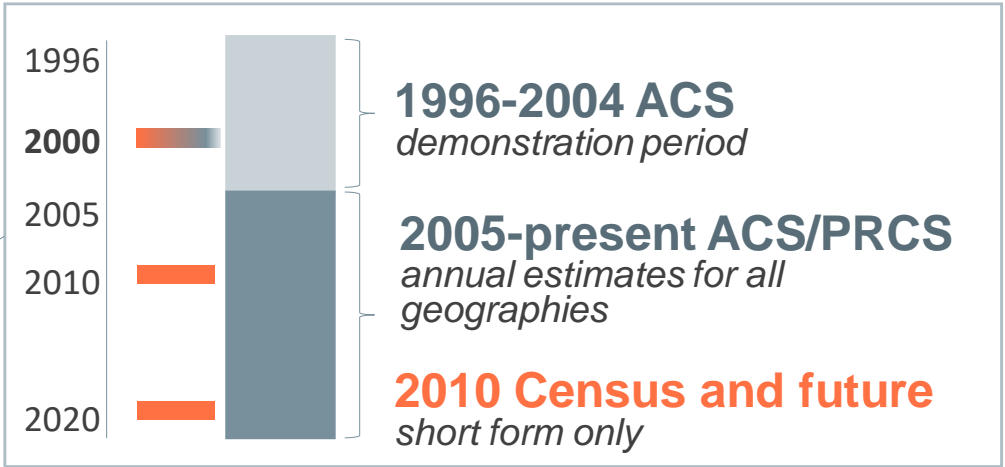 1996
2000
2005
2010
2020
1996-2004 ACS
demonstration period
2005-present ACS/PRCS
annual estimates for all
geographies
2010 Census and future
short form only